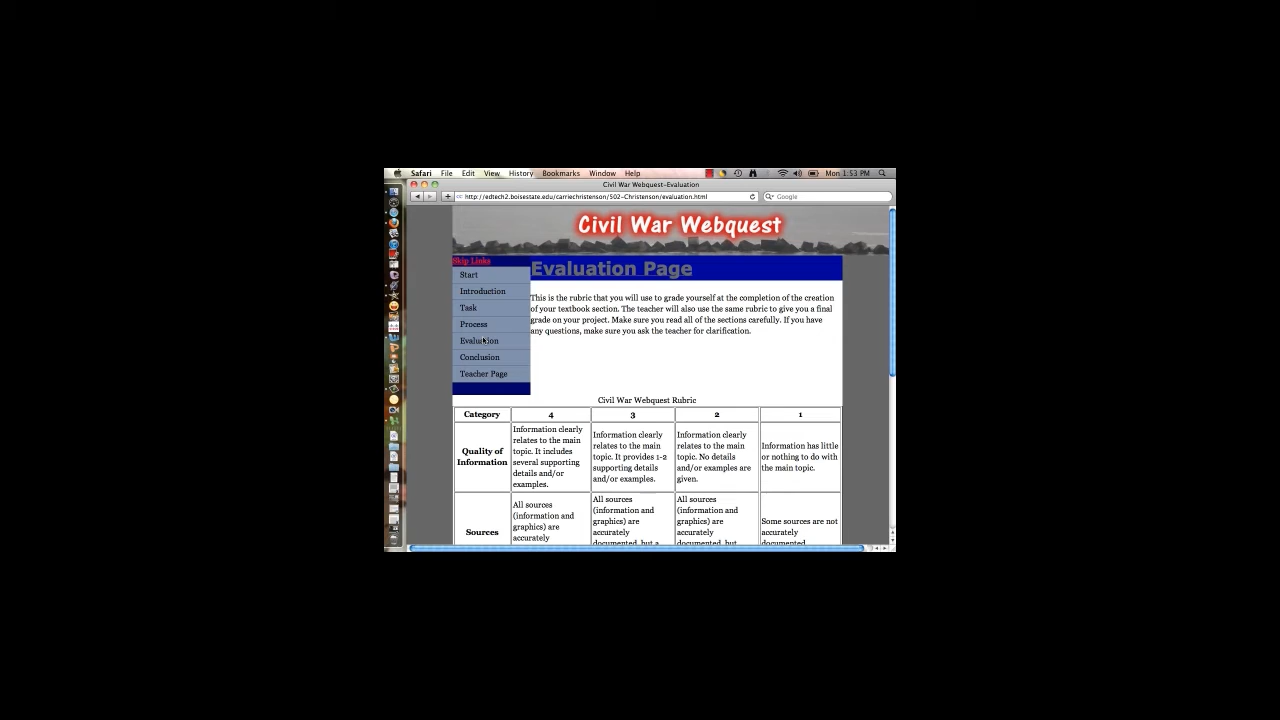 Safari File Edit View History Bookmarks Window Help Mon 1:53 PM
Civil War Webquest-Evaluation
http://edtech2.boisestate.edu/carriechristenson/502-Christenson/evaluation.html
Google
Civil War Webquest
Skip Links
Start
Introduction
Task
Process
Evaluation
Conclusion
Teacher Page
Evaluation Page
This is the rubric that you will use to grade yourself at the completion of the creation
of your textbook section. The teacher will also use the same rubric to give you a final
grade on your project. Make sure you read all of the sections carefully. If you have
any questions, make sure you ask the teacher for clarification.
Civil War Webquest Rubric
Category 4 3 2 1
Quality of
Information
Information clearly
relates to the main
topic. It includes
several supporting
details and/or
examples.
Information clearly
relates to the main
topic. It provides 1-2
supporting details
and/or examples.
Information clearly
relates to the main
topic. No details
and/or examples are
given.
Information has little
or nothing to do with
the main topic.
Sources
All sources
(information and
graphics) are
accurately
All sources
(information and
graphics) are
accurately
documented, but a
All sources
(information and
graphics) are
accurately
documented, but
Some sources are not
accurately
documented.